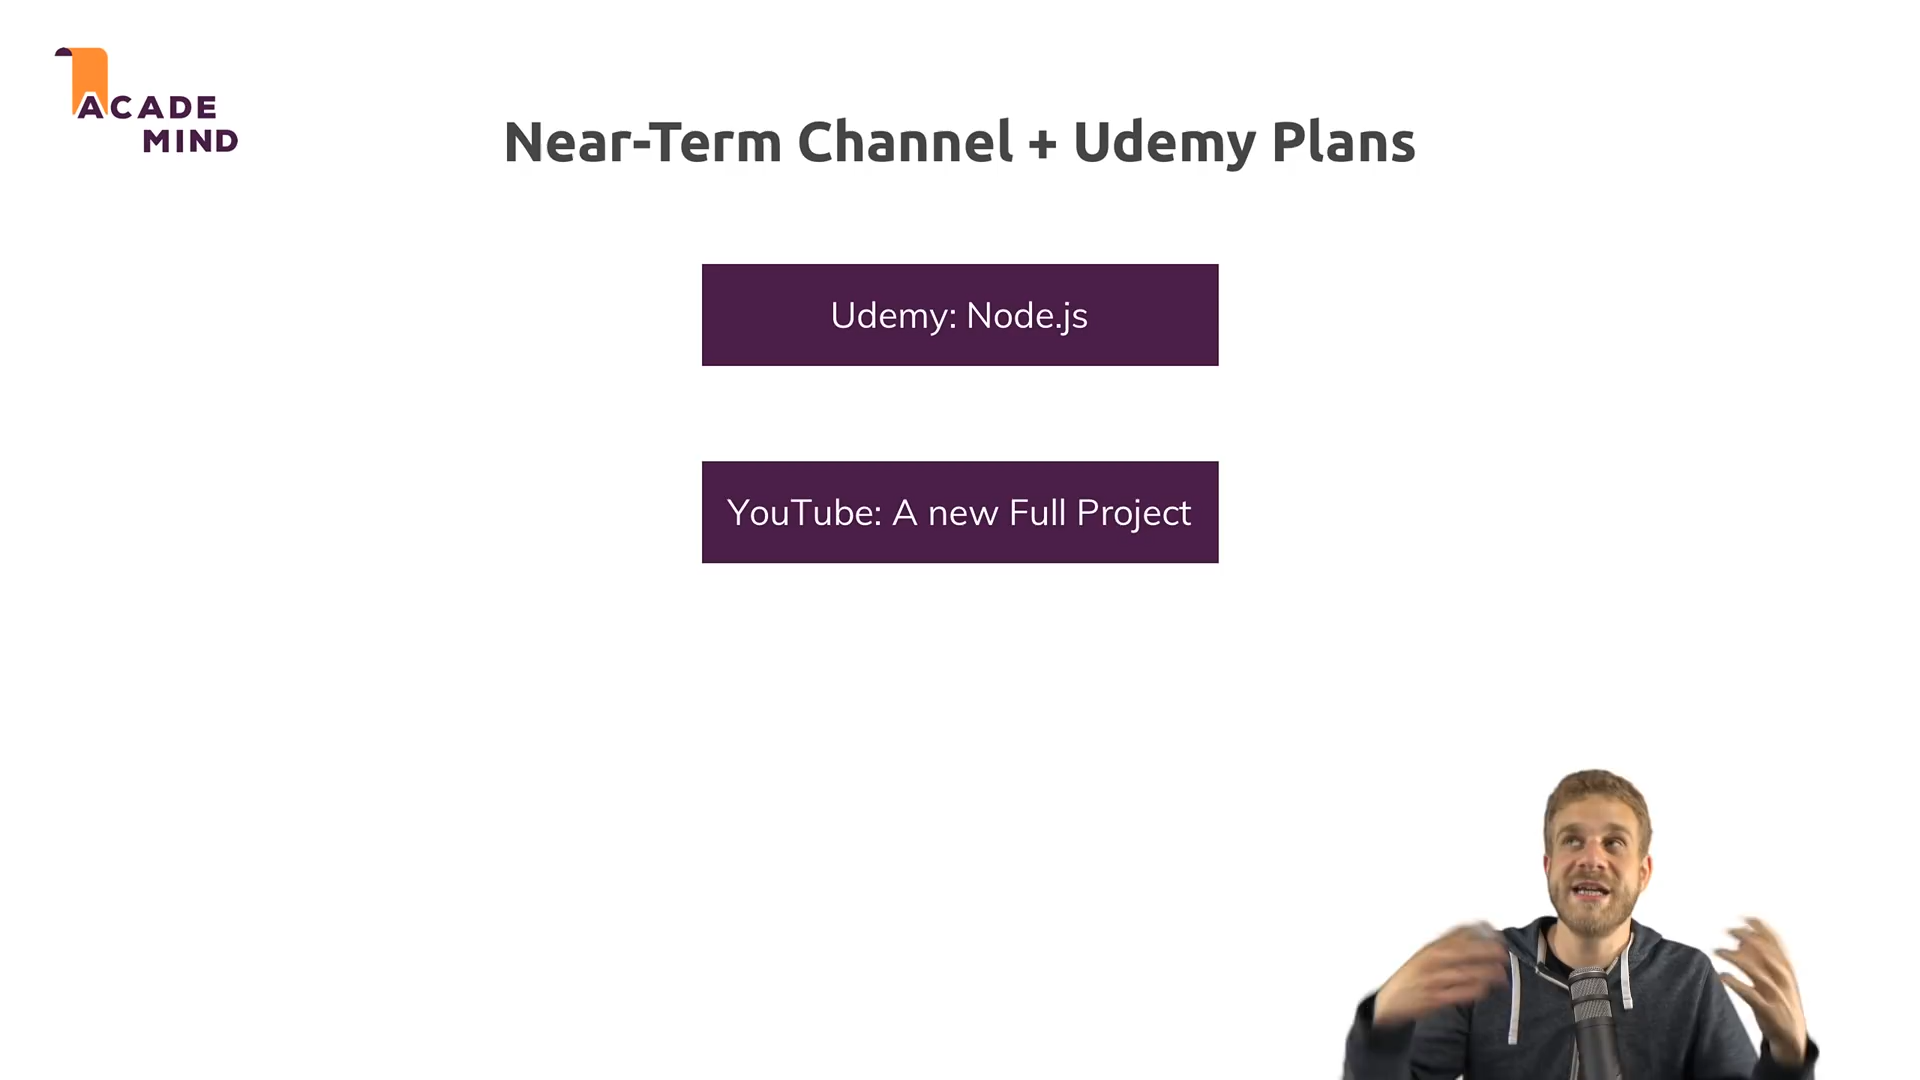 ACADE
MIND
Near-Term Channel + Udemy Plans
Udemy: Node.js
YouTube: A new Full Project